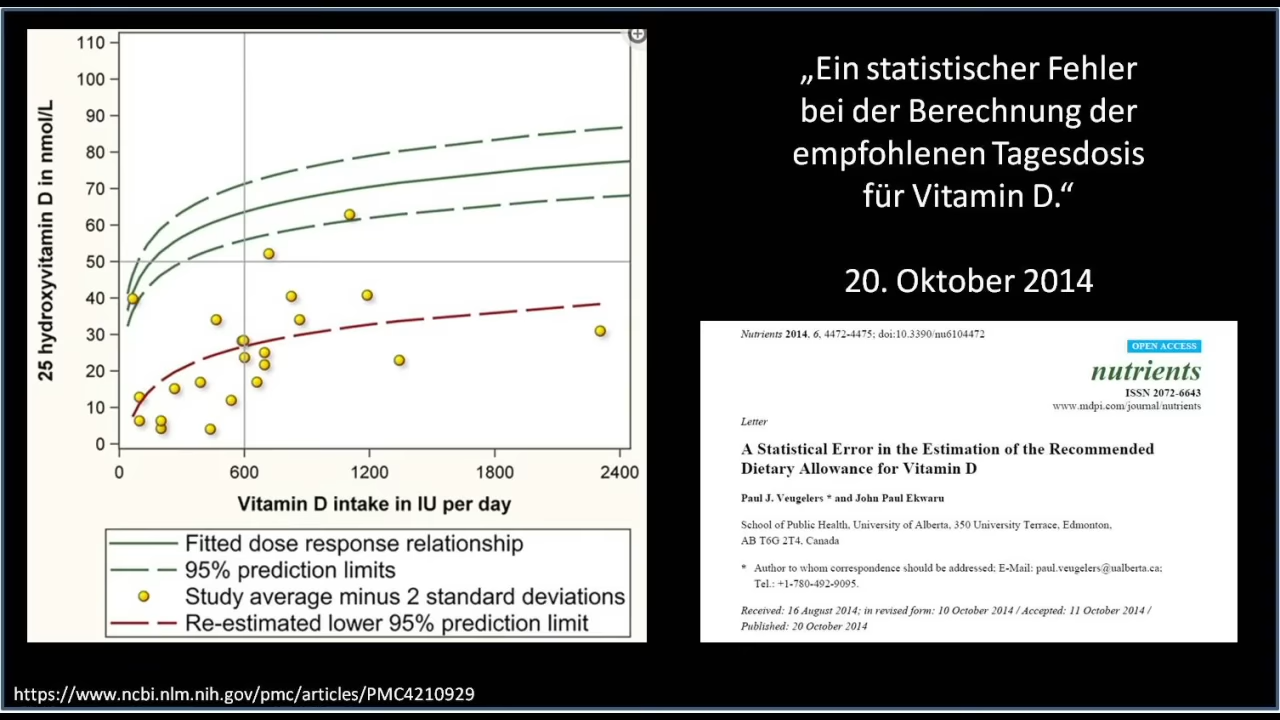 110
100
90
80
70
60
50
40
30
20
10
0
25 hydroxyvitamin D in nmol/L
0 600 1200 1800 2400
Vitamin D intake in IU per day
Fitted dose response relationship
95% prediction limits
Study average minus 2 standard deviations
Re-estimated lower 95% prediction limit
„Ein statistischer Fehler
bei der Berechnung der
empfohlenen Tagesdosis
für Vitamin D.“
20. Oktober 2014
Nutrients 2014, 6, 4472-4475; doi:10.3390/nu6104472
OPEN ACCESS
nutrients
ISSN 2072-6643
www.mdpi.com/journal/nutrients
Letter
A Statistical Error in the Estimation of the Recommended
Dietary Allowance for Vitamin D
Paul J. Veugelers * and John Paul Ekwaru
School of Public Health, University of Alberta, 350 University Terrace, Edmonton,
AB T6G 2T4, Canada
* Author to whom correspondence should be addressed; E-Mail: paul.veugelers@ualberta.ca;
Tel.: +1-780-492-9095.
Received: 16 August 2014; in revised form: 10 October 2014 / Accepted: 11 October 2014 /
Published: 20 October 2014
https://www.ncbi.nlm.nih.gov/pmc/articles/PMC4210929